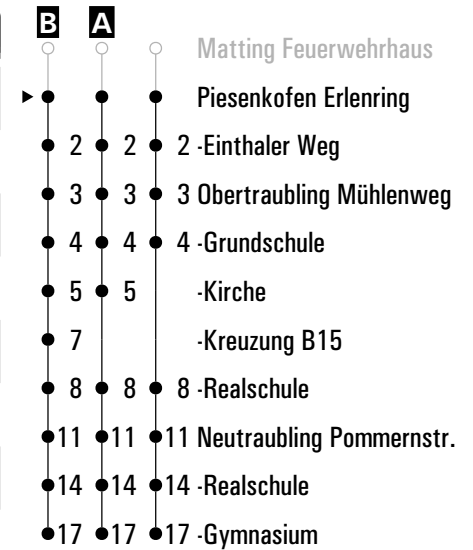 B A
Matting Feuerwehrhaus
Piesenkofen Erlenring
2 2 2 -Einthaler Weg
3 3 3 Obertraubling Mühlenweg
4 4 4 -Grundschule
5 5 -Kirche
7 -Kreuzung B15
8 8 8 -Realschule
11 11 11 Neutraubling Pommernstr.
14 14 14 -Realschule
17 17 17 -Gymnasium